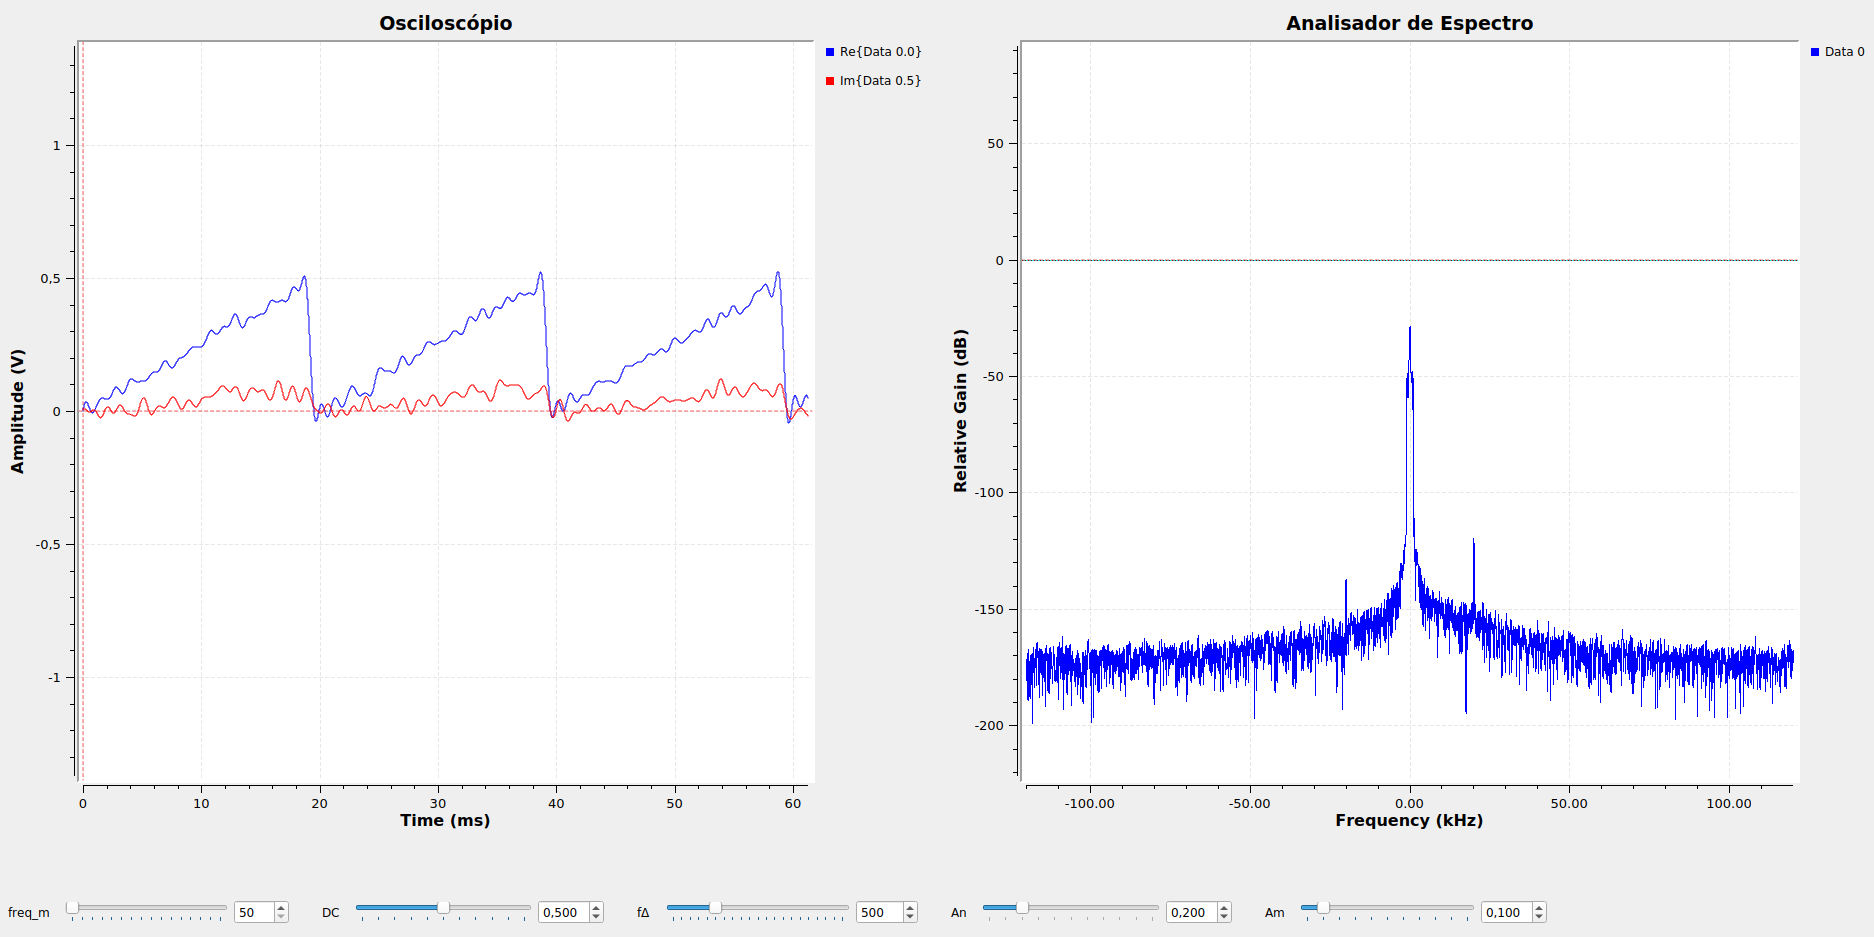 Osciloscópio
Re{Data 0.0}
Im{Data 0.5}
Amplitude (V)
1
0,5
0
-0,5
-1
0 10 20 30 40 50 60
Time (ms)
Analisador de Espectro
Data 0
Relative Gain (dB)
50
0
-50
-100
-150
-200
-100.00 -50.00 0.00 50.00 100.00
Frequency (kHz)
freq_m 50 DC 0,500 fΔ 500 An 0,200 Am 0,100